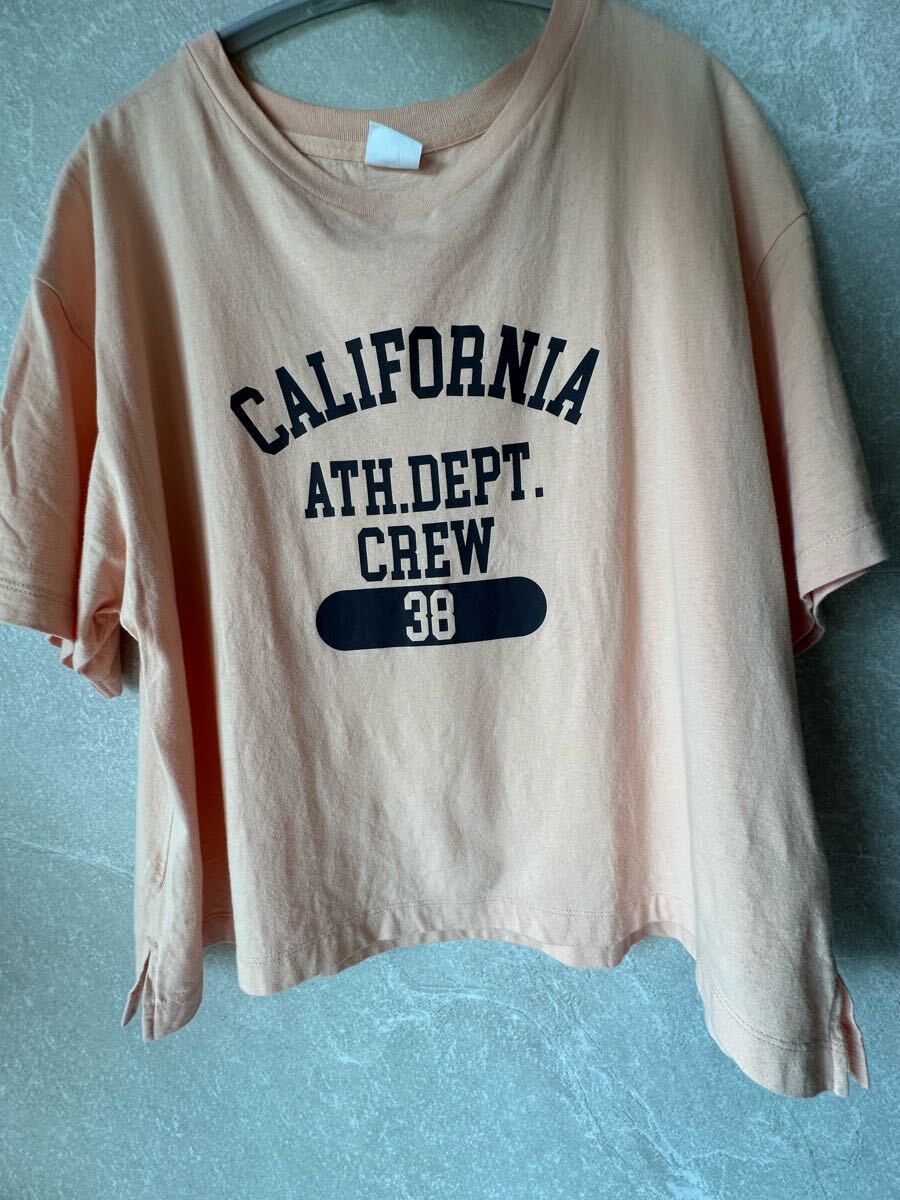 CALIFORNIA
ATH.DEPT.
CREW
38